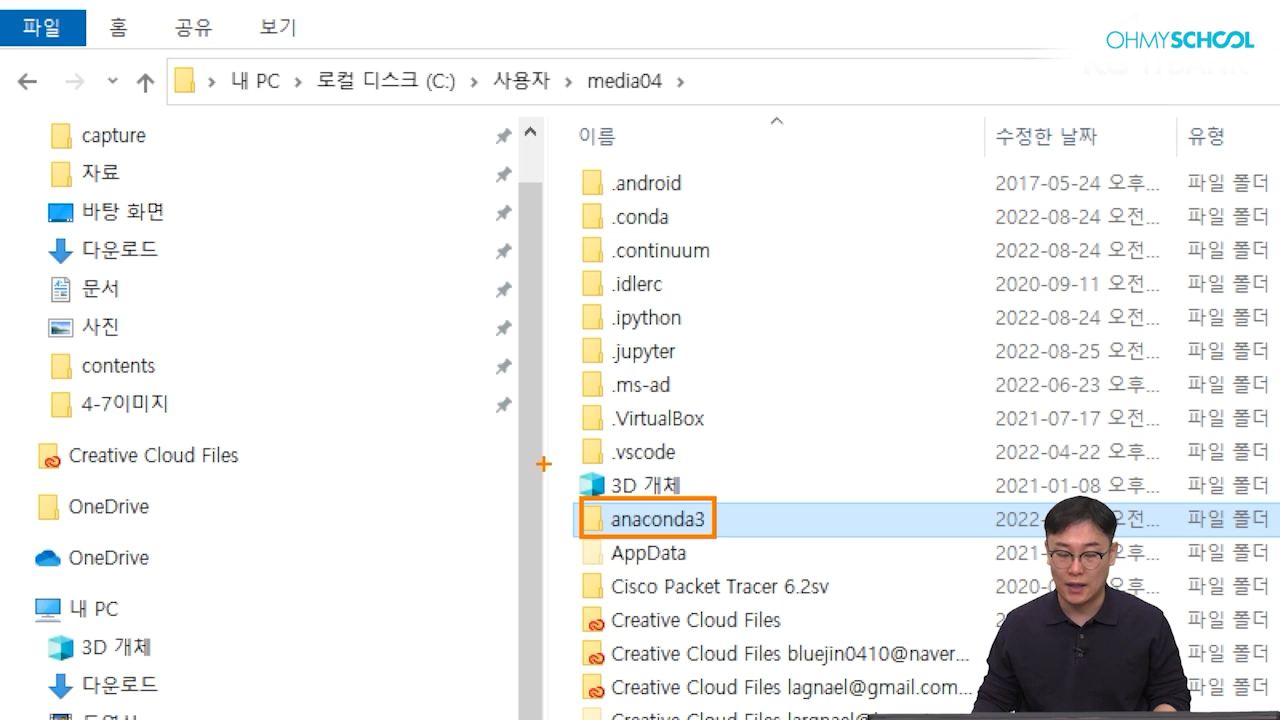 파일 홈 공유 보기
OHMYSCHOOL
내 PC 로컬 디스크 (C:) 사용자 media04
capture
자료
바탕 화면
다운로드
문서
사진
contents
4-7이미지
Creative Cloud Files
OneDrive
OneDrive
내 PC
3D 개체
다운로드
이름 수정한 날짜 유형
.android 2017-05-24 오후... 파일 폴더
.conda 2022-08-24 오전... 파일 폴더
.continuum 2022-08-24 오전... 파일 폴더
.idlerc 2020-09-11 오후... 파일 폴더
.ipython 2022-08-24 오전... 파일 폴더
.jupyter 2022-08-25 오전... 파일 폴더
.ms-ad 2022-06-23 오후... 파일 폴더
.VirtualBox 2021-07-17 오전... 파일 폴더
.vscode 2022-04-22 오후... 파일 폴더
3D 개체 2021-01-08 오후... 파일 폴더
anaconda3 2022 오전... 파일 폴더
AppData 2021- 오후... 파일 폴더
Cisco Packet Tracer 6.2sv 2020- 오후... 파일 폴더
Creative Cloud Files 파일 폴더
Creative Cloud Files bluejin0410@naver... 파일 폴더
Creative Cloud Files lagnael@gmail.com... 파일 폴더